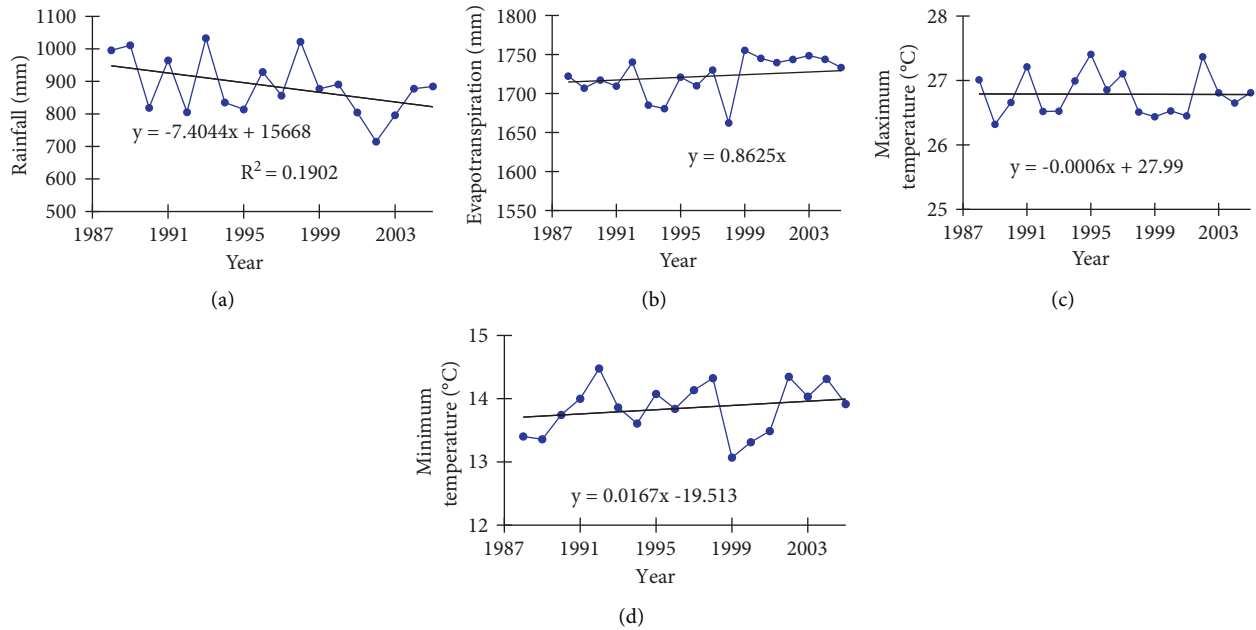 1100
1000
900
800
700
600
500
Rainfall (mm)
y = -7.4044x + 15668
R² = 0.1902
1987 1991 1995 1999 2003
Year
(a)
1800
1750
1700
1650
1600
1550
Evapotranspiration (mm)
y = 0.8625x
1987 1991 1995 1999 2003
Year
(b)
28
27
26
25
Maximum
temperature (°C)
y = -0.0006x + 27.99
1987 1991 1995 1999 2003
Year
(c)
15
14
13
12
Minimum
temperature (°C)
y = 0.0167x -19.513
1987 1991 1995 1999 2003
Year
(d)